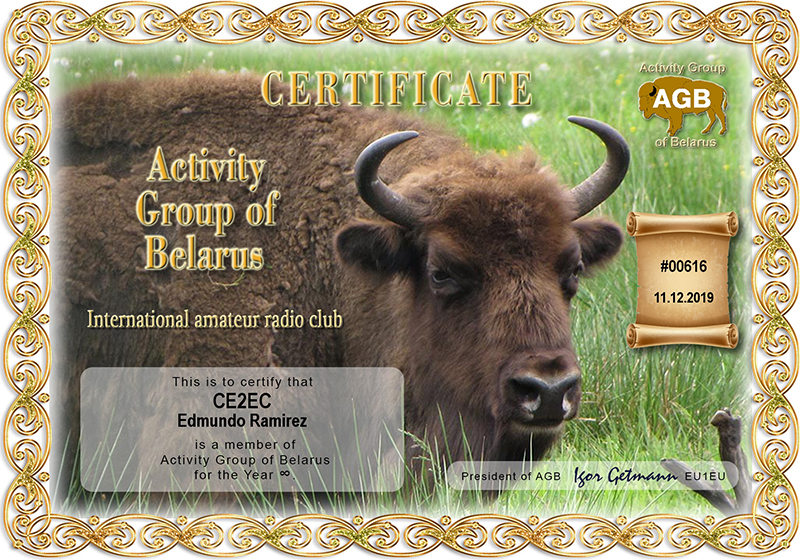 CERTIFICATE
Activity Group
AGB
of Belarus
Activity
Group of
Belarus
International amateur radio club
#00616
11.12.2019
This is to certify that
CE2EC
Edmundo Ramirez
is a member of
Activity Group of Belarus
for the Year ∞.
President of AGB Igor Getmann EU1EU